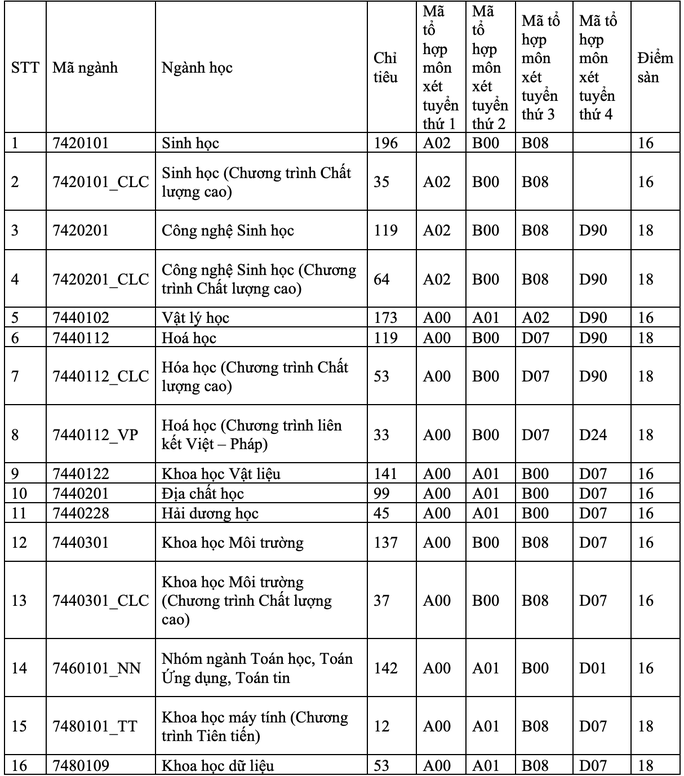 STT Mã ngành Ngành học Chỉ tiêu Mã tổ hợp môn xét tuyển thứ 1 Mã tổ hợp môn xét tuyển thứ 2 Mã tổ hợp môn xét tuyển thứ 3 Mã tổ hợp môn xét tuyển thứ 4 Điểm sàn
1 7420101 Sinh học 196 A02 B00 B08 16
2 7420101_CLC Sinh học (Chương trình Chất lượng cao) 35 A02 B00 B08 16
3 7420201 Công nghệ Sinh học 119 A02 B00 B08 D90 18
4 7420201_CLC Công nghệ Sinh học (Chương trình Chất lượng cao) 64 A02 B00 B08 D90 18
5 7440102 Vật lý học 173 A00 A01 A02 D90 16
6 7440112 Hoá học 119 A00 B00 D07 D90 18
7 7440112_CLC Hóa học (Chương trình Chất lượng cao) 53 A00 B00 D07 D90 18
8 7440112_VP Hoá học (Chương trình liên kết Việt – Pháp) 33 A00 B00 D07 D24 18
9 7440122 Khoa học Vật liệu 141 A00 A01 B00 D07 16
10 7440201 Địa chất học 99 A00 A01 B00 D07 16
11 7440228 Hải dương học 45 A00 A01 B00 D07 16
12 7440301 Khoa học Môi trường 137 A00 B00 B08 D07 16
13 7440301_CLC Khoa học Môi trường (Chương trình Chất lượng cao) 37 A00 B00 B08 D07 16
14 7460101_NN Nhóm ngành Toán học, Toán Ứng dụng, Toán tin 142 A00 A01 B00 D01 16
15 7480101_TT Khoa học máy tính (Chương trình Tiên tiến) 12 A00 A01 B08 D07 18
16 7480109 Khoa học dữ liệu 53 A00 A01 B08 D07 18